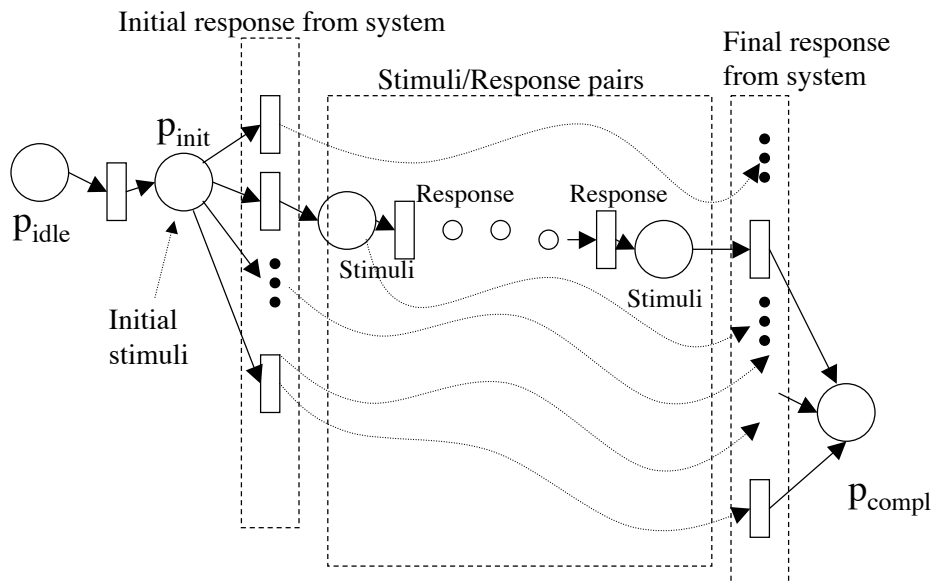 Initial response from system
Final response
from system
Stimuli/Response pairs
p_init
p_idle
Response
Response
Stimuli
Stimuli
Initial
stimuli
p_compl